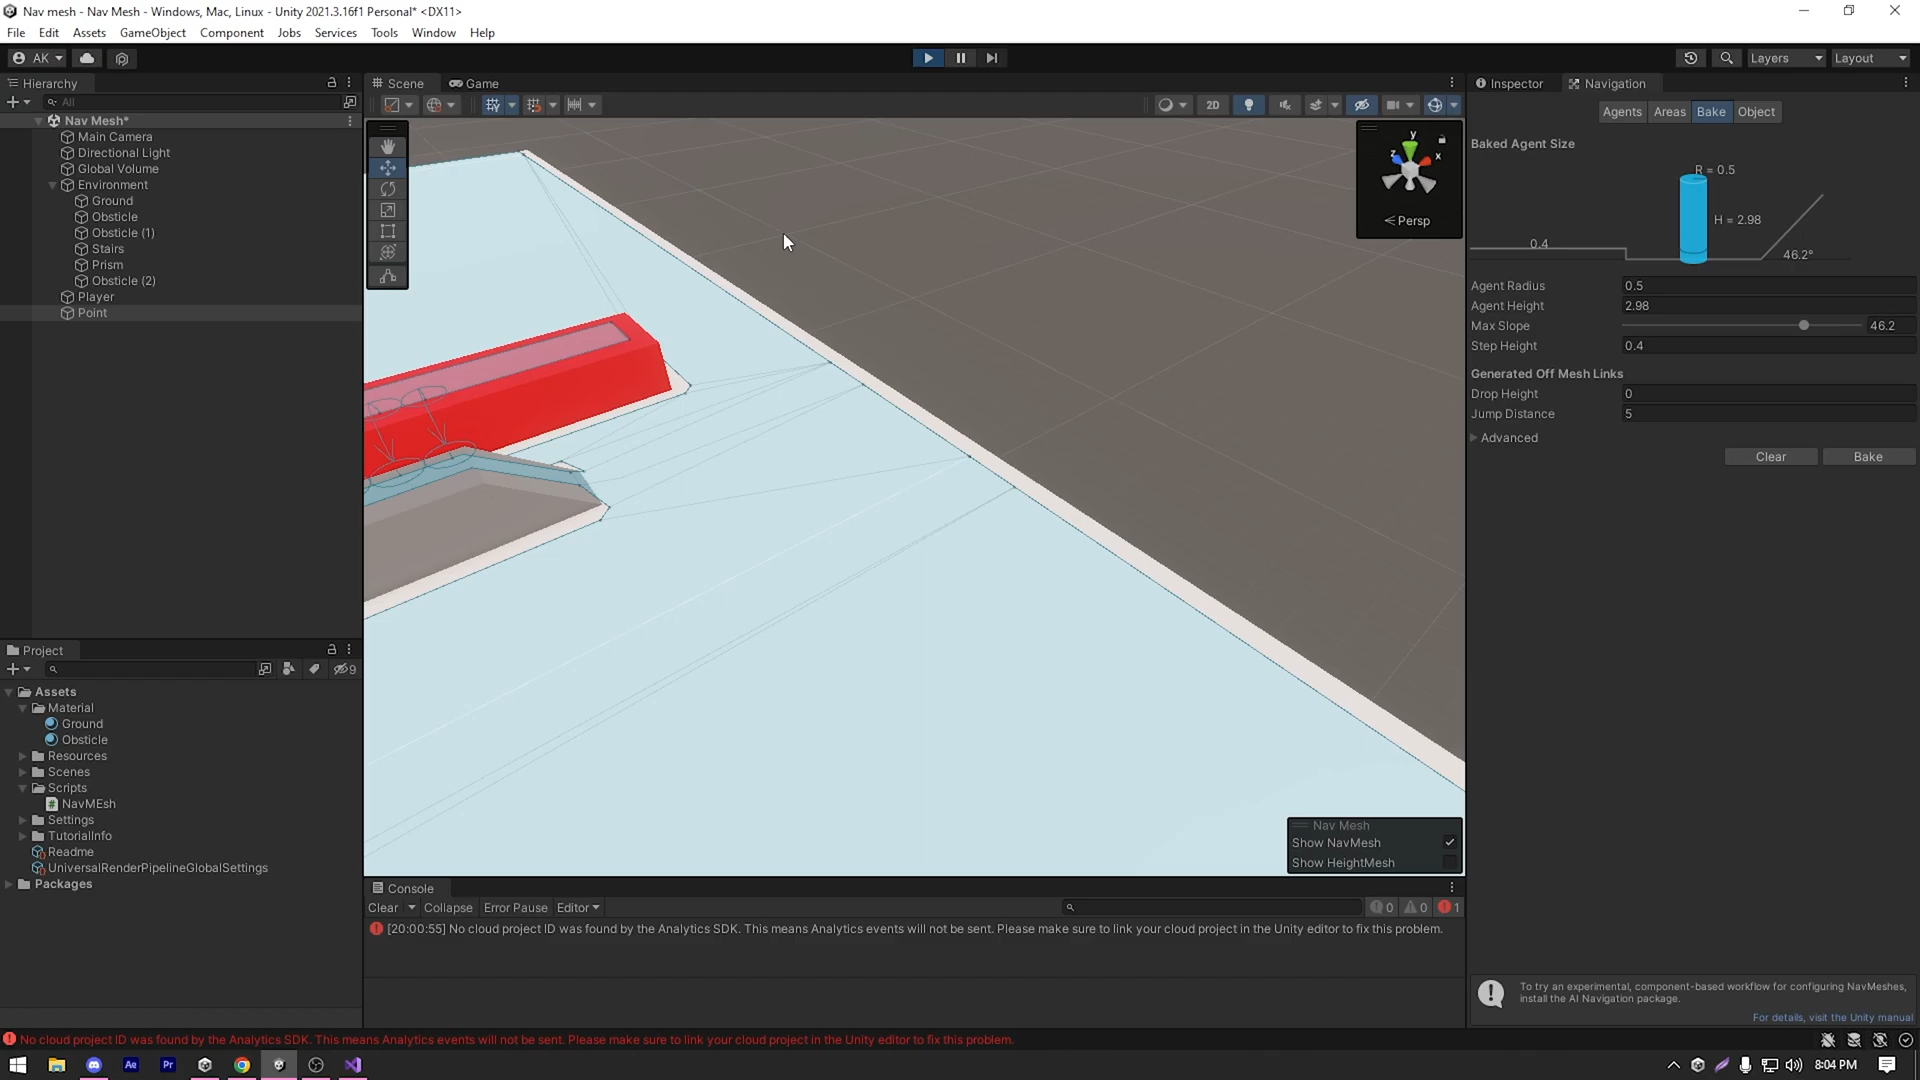 Nav mesh - Nav Mesh - Windows, Mac, Linux - Unity 2021.3.16f1 Personal* <DX11>
File Edit Assets GameObject Component Jobs Services Tools Window Help
AK Layers Layout
Hierarchy
All
Nav Mesh*
Main Camera
Directional Light
Global Volume
Environment
Ground
Obsticle
Obsticle (1)
Stairs
Prism
Obsticle (2)
Player
Point
Project
9
Assets
Material
Ground
Obsticle
Resources
Scenes
Scripts
NavMEsh
Settings
TutorialInfo
Readme
UniversalRenderPipelineGlobalSettings
Packages
Scene Game
2D
y
z x
Persp
Nav Mesh
Show NavMesh
Show HeightMesh
Console
Clear Collapse Error Pause Editor 0 0 1
[20:00:55] No cloud project ID was found by the Analytics SDK. This means Analytics events will not be sent. Please make sure to link your cloud project in the Unity editor to fix this problem.
Inspector Navigation
Agents Areas Bake Object
Baked Agent Size
R = 0.5
H = 2.98
0.4
46.2°
Agent Radius 0.5
Agent Height 2.98
Max Slope 46.2
Step Height 0.4
Generated Off Mesh Links
Drop Height 0
Jump Distance 5
Advanced
Clear Bake
To try an experimental, component-based workflow for configuring NavMeshes,
install the AI Navigation package.
For details, visit the Unity manual
No cloud project ID was found by the Analytics SDK. This means Analytics events will not be sent. Please make sure to link your cloud project in the Unity editor to fix this problem.
Ae Pr 8:04 PM